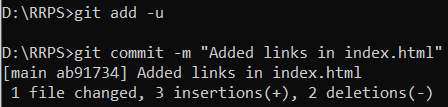 D:\RRPS>git add -u
D:\RRPS>git commit -m "Added links in index.html"
[main ab91734] Added links in index.html
 1 file changed, 3 insertions(+), 2 deletions(-)